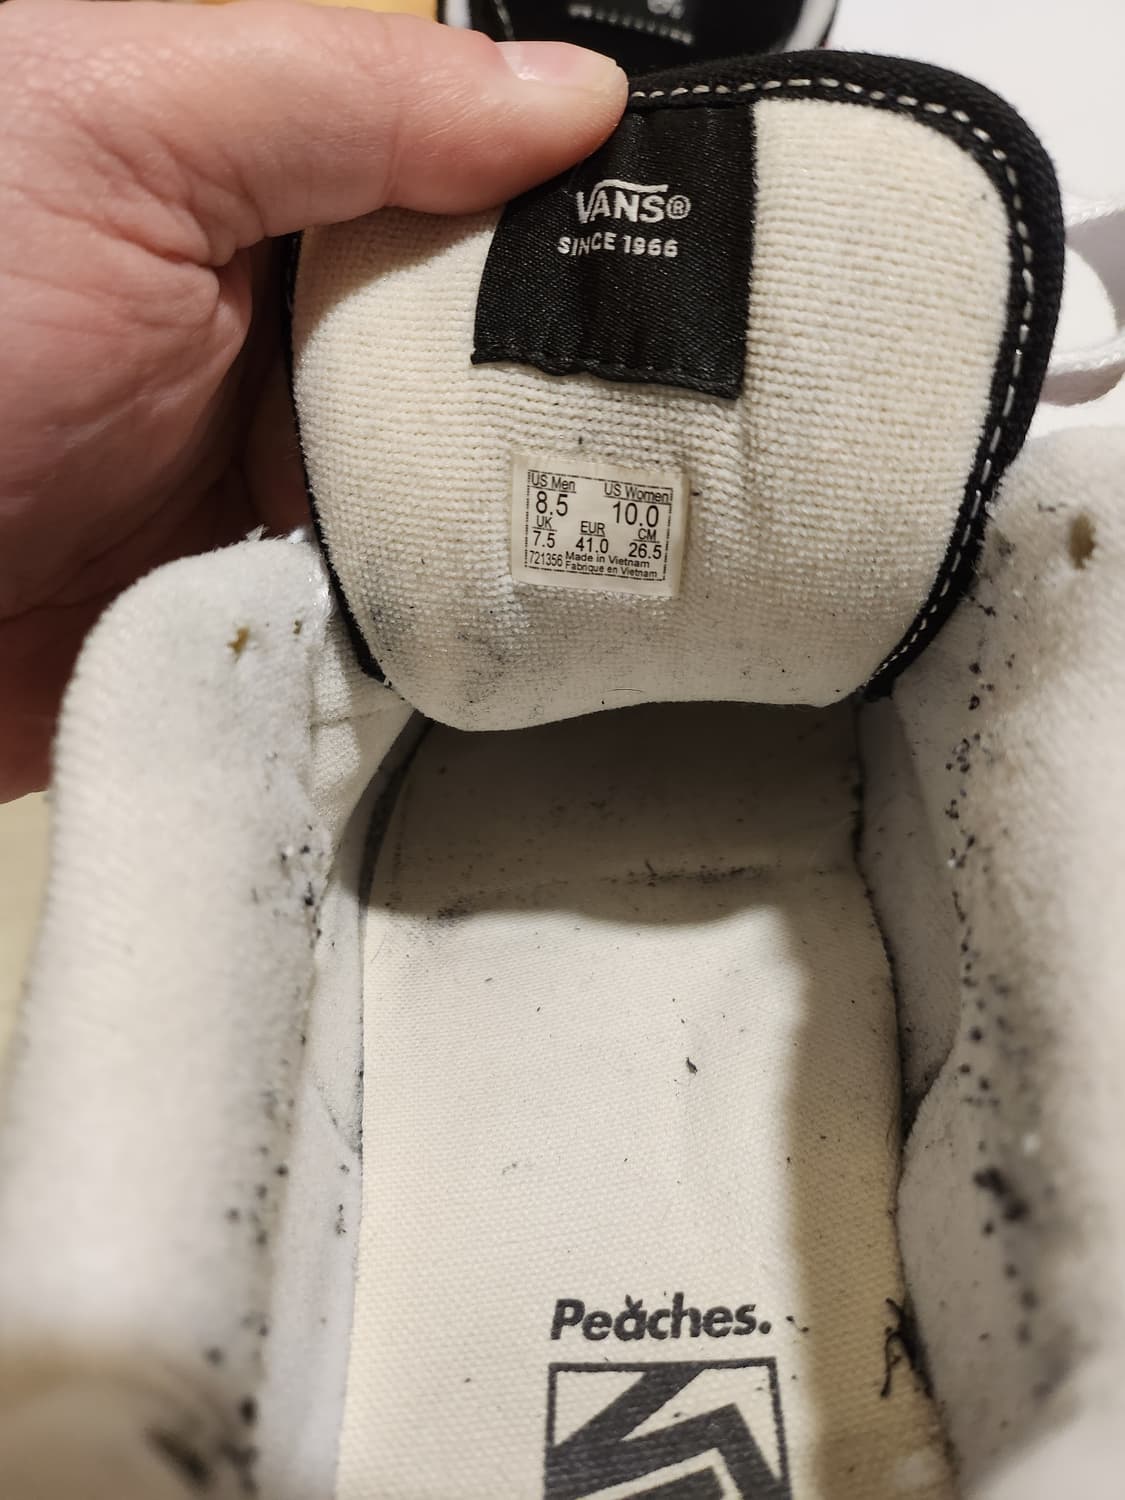 VANS®
SINCE 1966
US Men US Women
8.5 10.0
UK EUR CM
7.5 41.0 26.5
721356 Made in Vietnam
Fabriqué en Vietnam
Peaches.